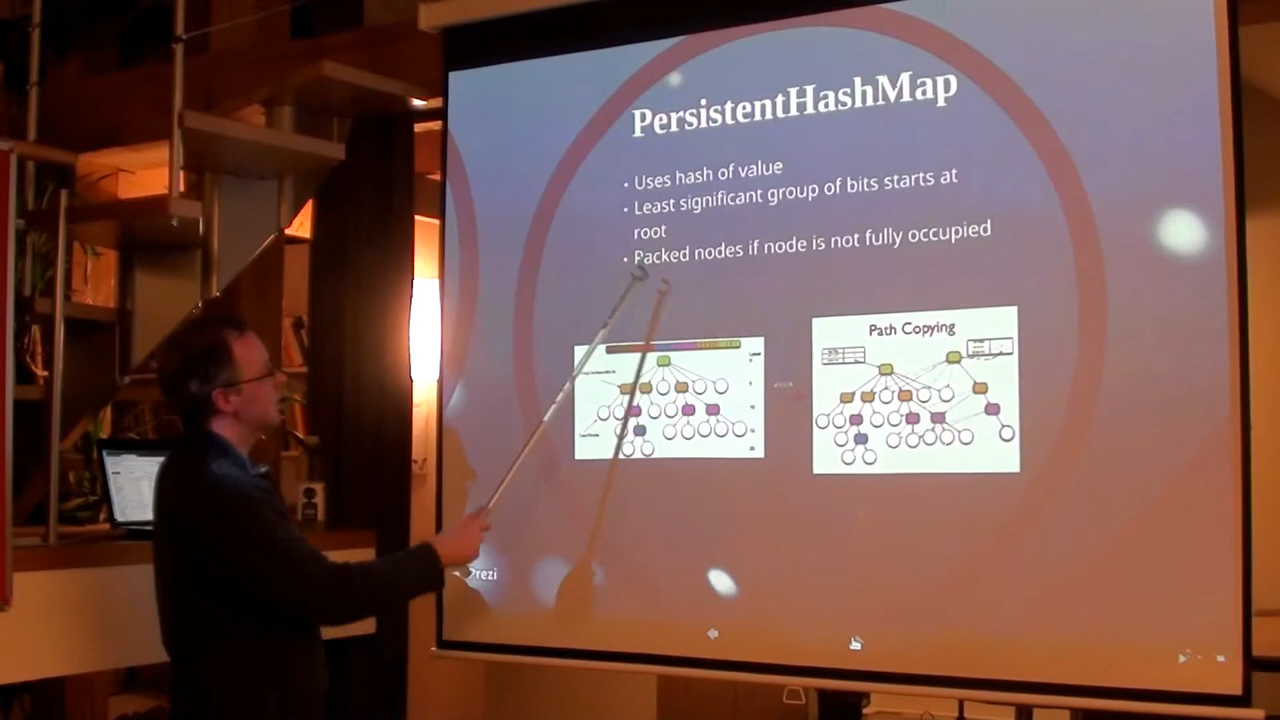 PersistentHashMap
• Uses hash of value
• Least significant group of bits starts at
root
• Packed nodes if node is not fully occupied
Path Copying
Prezi